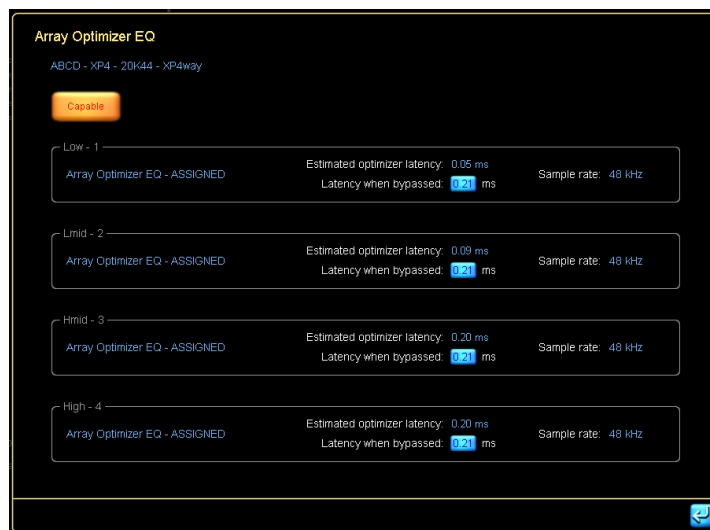 Array Optimizer EQ
ABCD - XP4 - 20K44 - XP4way
Capable
Low - 1
Array Optimizer EQ - ASSIGNED
Estimated optimizer latency: 0.05 ms
Latency when bypassed: 0.21 ms
Sample rate: 48 kHz
Lmid - 2
Array Optimizer EQ - ASSIGNED
Estimated optimizer latency: 0.09 ms
Latency when bypassed: 0.21 ms
Sample rate: 48 kHz
Hmid - 3
Array Optimizer EQ - ASSIGNED
Estimated optimizer latency: 0.20 ms
Latency when bypassed: 0.21 ms
Sample rate: 48 kHz
High - 4
Array Optimizer EQ - ASSIGNED
Estimated optimizer latency: 0.20 ms
Latency when bypassed: 0.21 ms
Sample rate: 48 kHz